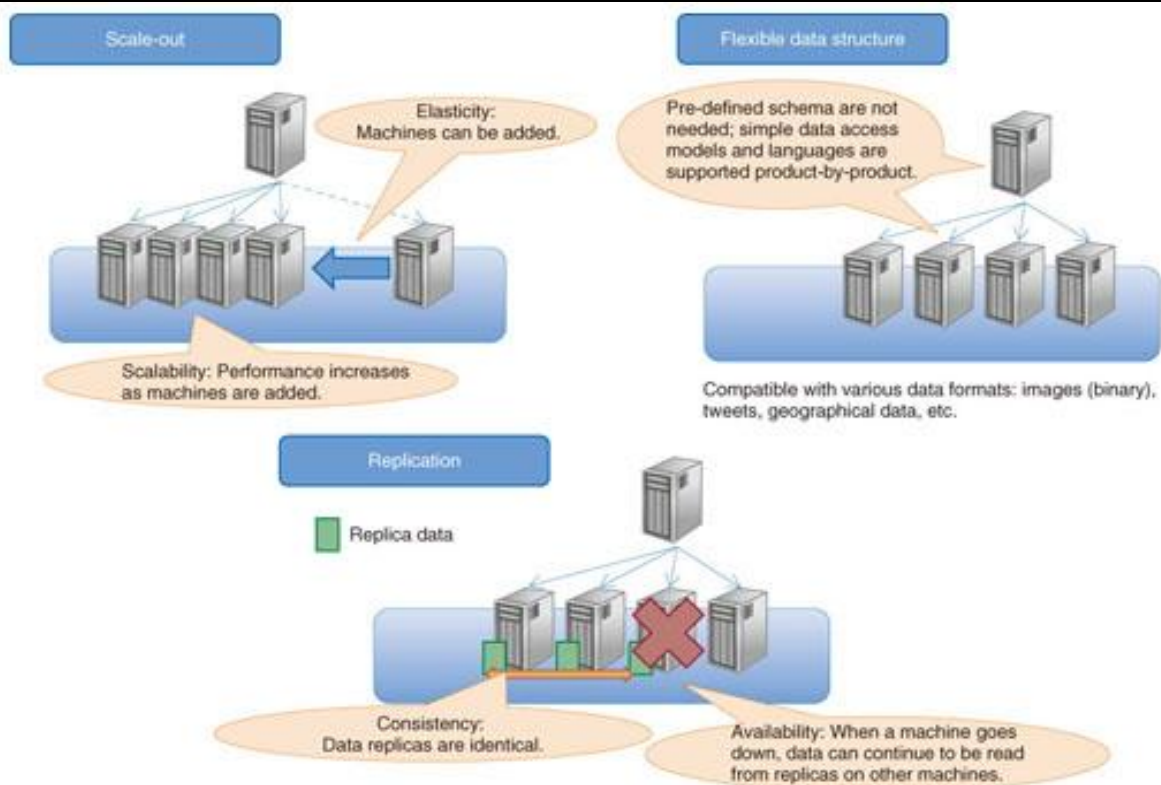 Scale-out
Elasticity:
Machines can be added.
Scalability: Performance increases
as machines are added.
Flexible data structure
Pre-defined schema are not
needed; simple data access
models and languages are
supported product-by-product.
Compatible with various data formats: images (binary),
tweets, geographical data, etc.
Replication
Replica data
Consistency:
Data replicas are identical.
Availability: When a machine goes
down, data can continue to be read
from replicas on other machines.